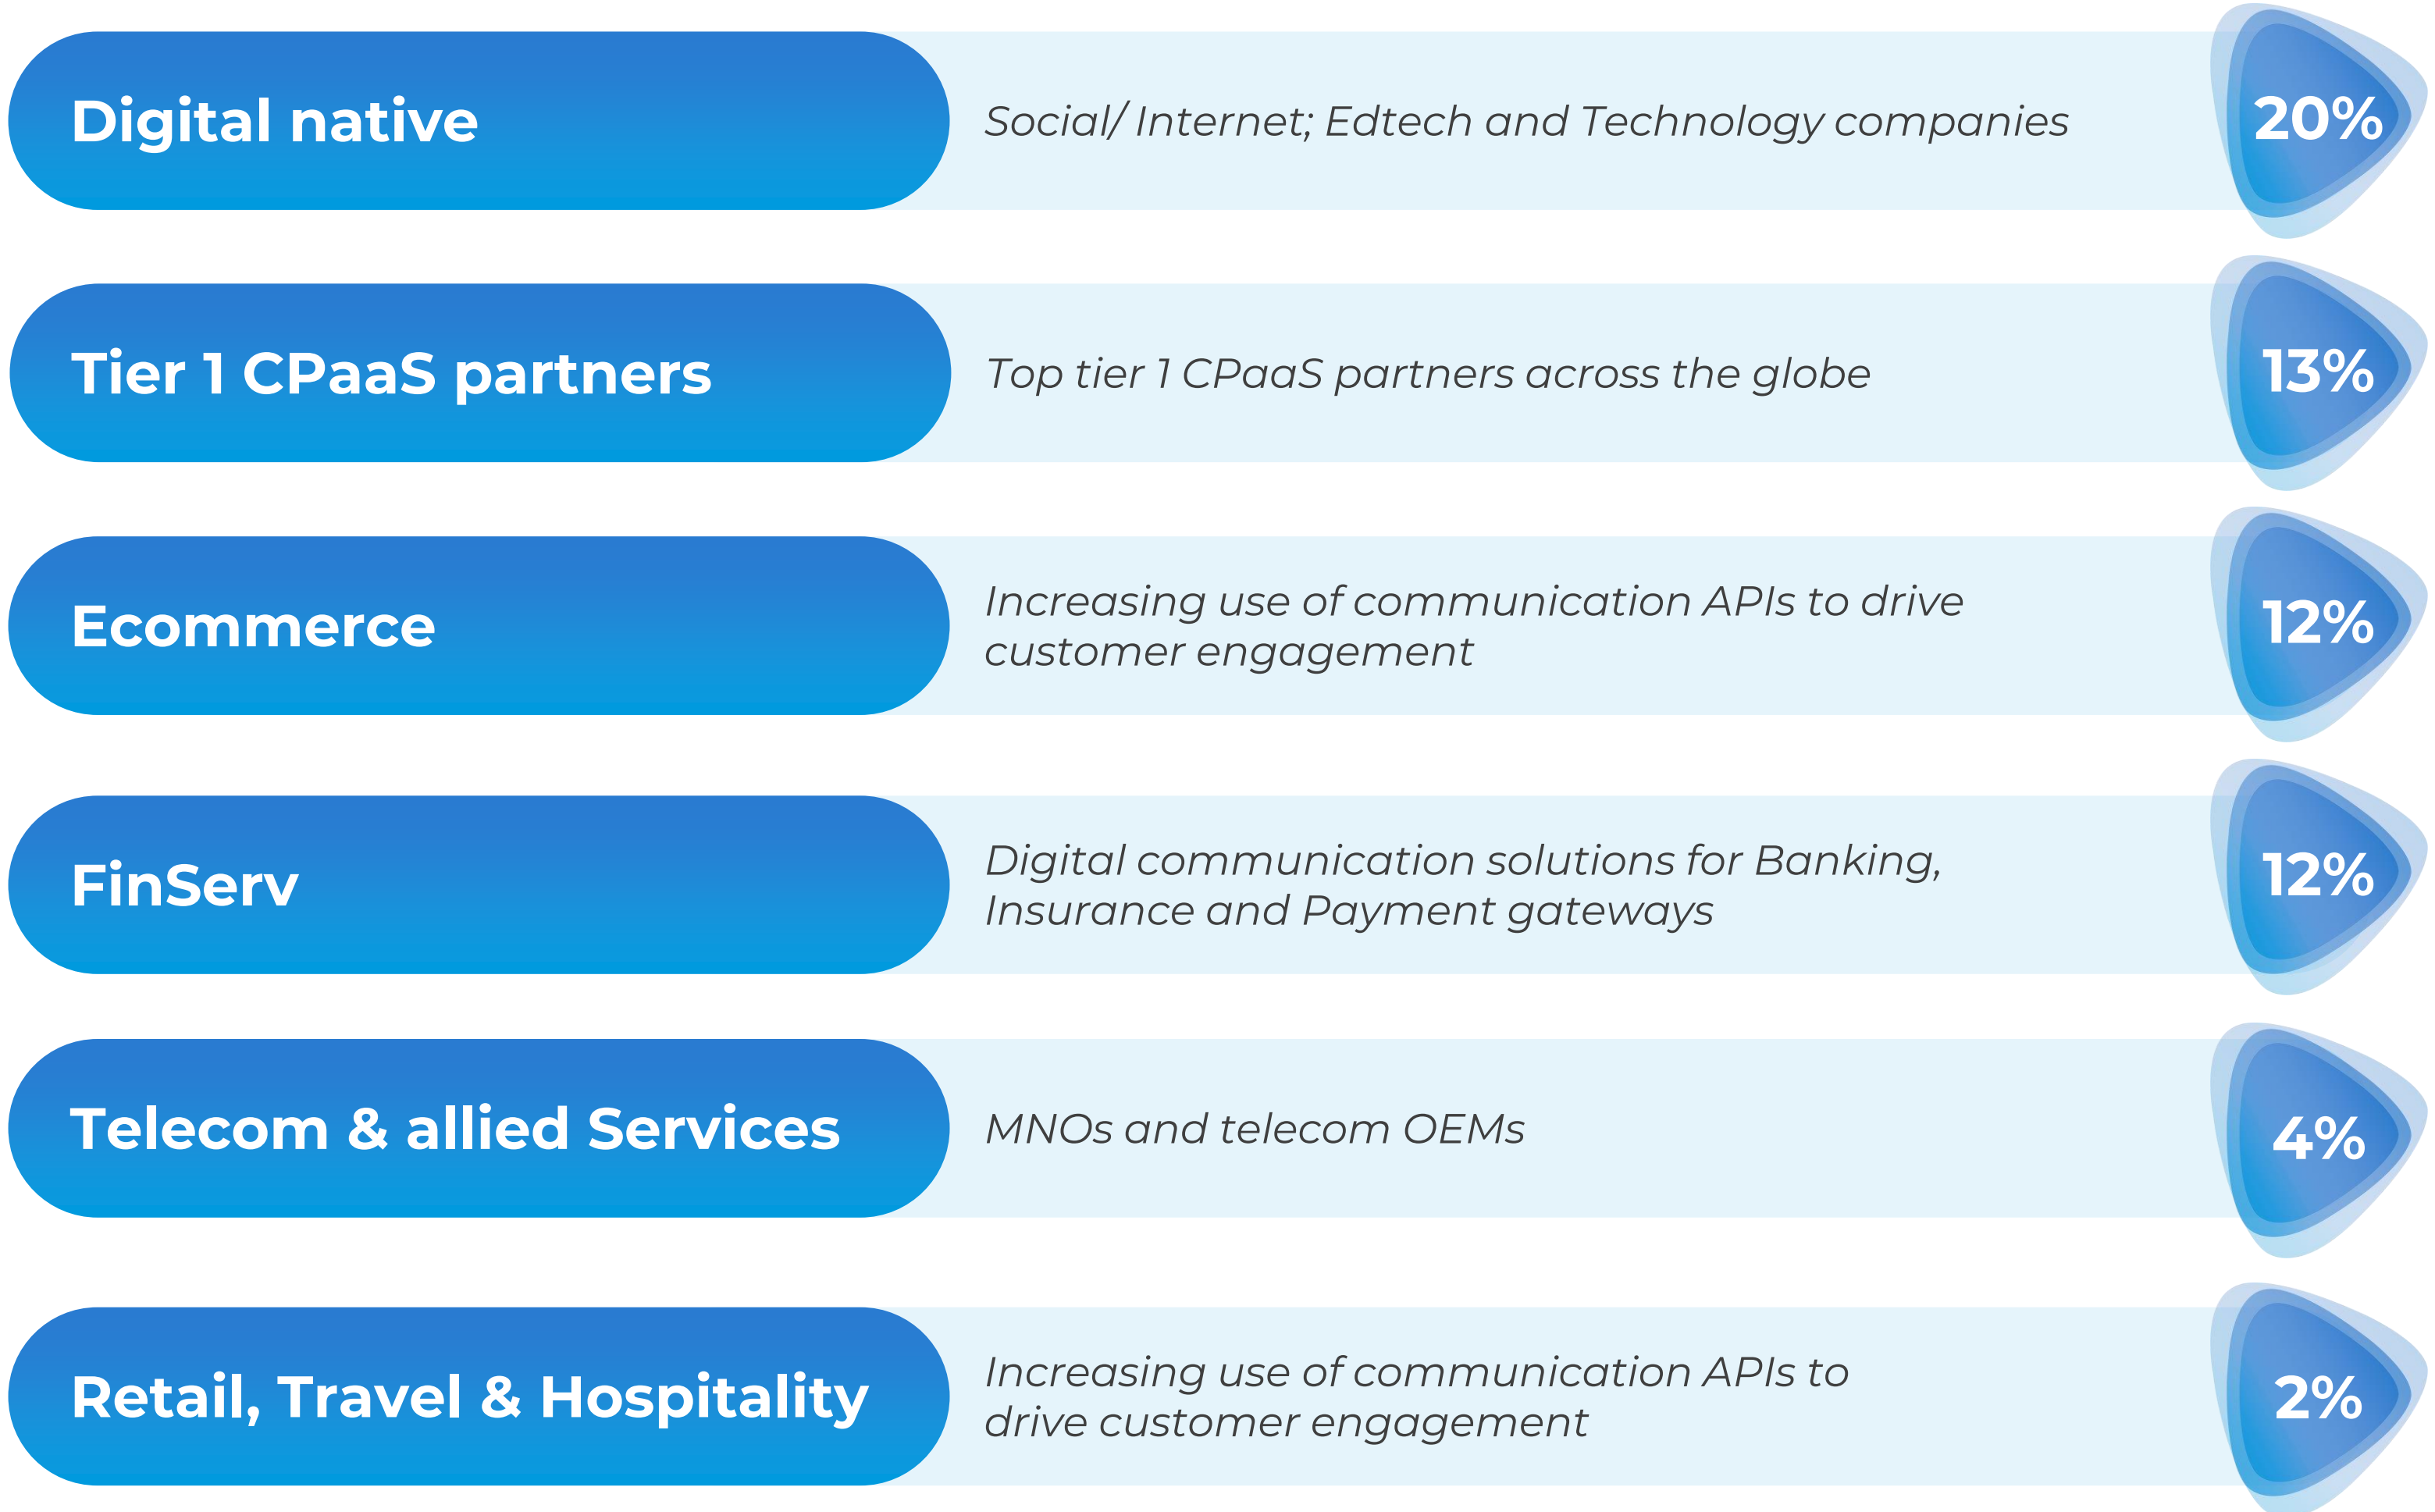 Digital native
Social/ Internet; Edtech and Technology companies
20%
Tier 1 CPaaS partners
Top tier 1 CPaaS partners across the globe
13%
Ecommerce
Increasing use of communication APIs to drive
customer engagement
12%
FinServ
Digital communication solutions for Banking,
Insurance and Payment gateways
12%
Telecom & allied Services
MNOs and telecom OEMs
4%
Retail, Travel & Hospitality
Increasing use of communication APIs to
drive customer engagement
2%